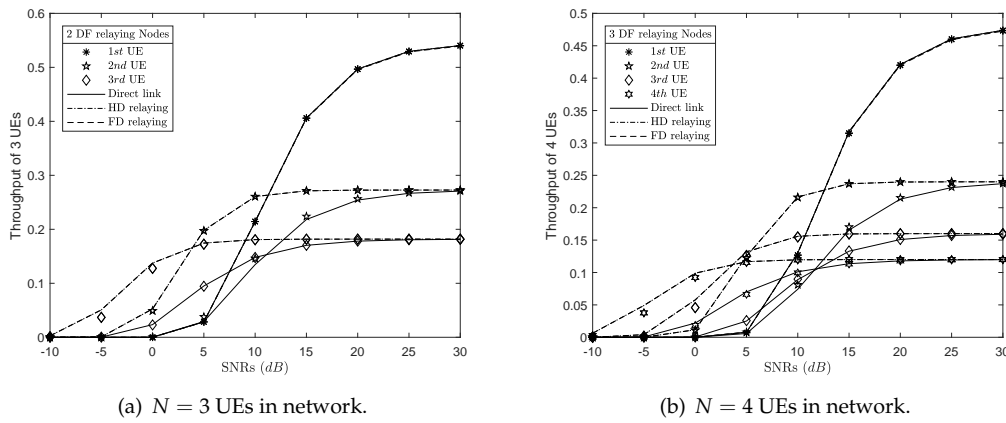 0.6
0.5
0.4
0.3
0.2
0.1
0
Throughput of 3 UEs
2 DF relaying Nodes
1st UE
2nd UE
3rd UE
Direct link
HD relaying
FD relaying
-10 -5 0 5 10 15 20 25 30
SNRs (dB)
(a) N = 3 UEs in network.
0.5
0.45
0.4
0.35
0.3
0.25
0.2
0.15
0.1
0.05
0
Throughput of 4 UEs
3 DF relaying Nodes
1st UE
2nd UE
3rd UE
4th UE
Direct link
HD relaying
FD relaying
-10 -5 0 5 10 15 20 25 30
SNRs (dB)
(b) N = 4 UEs in network.